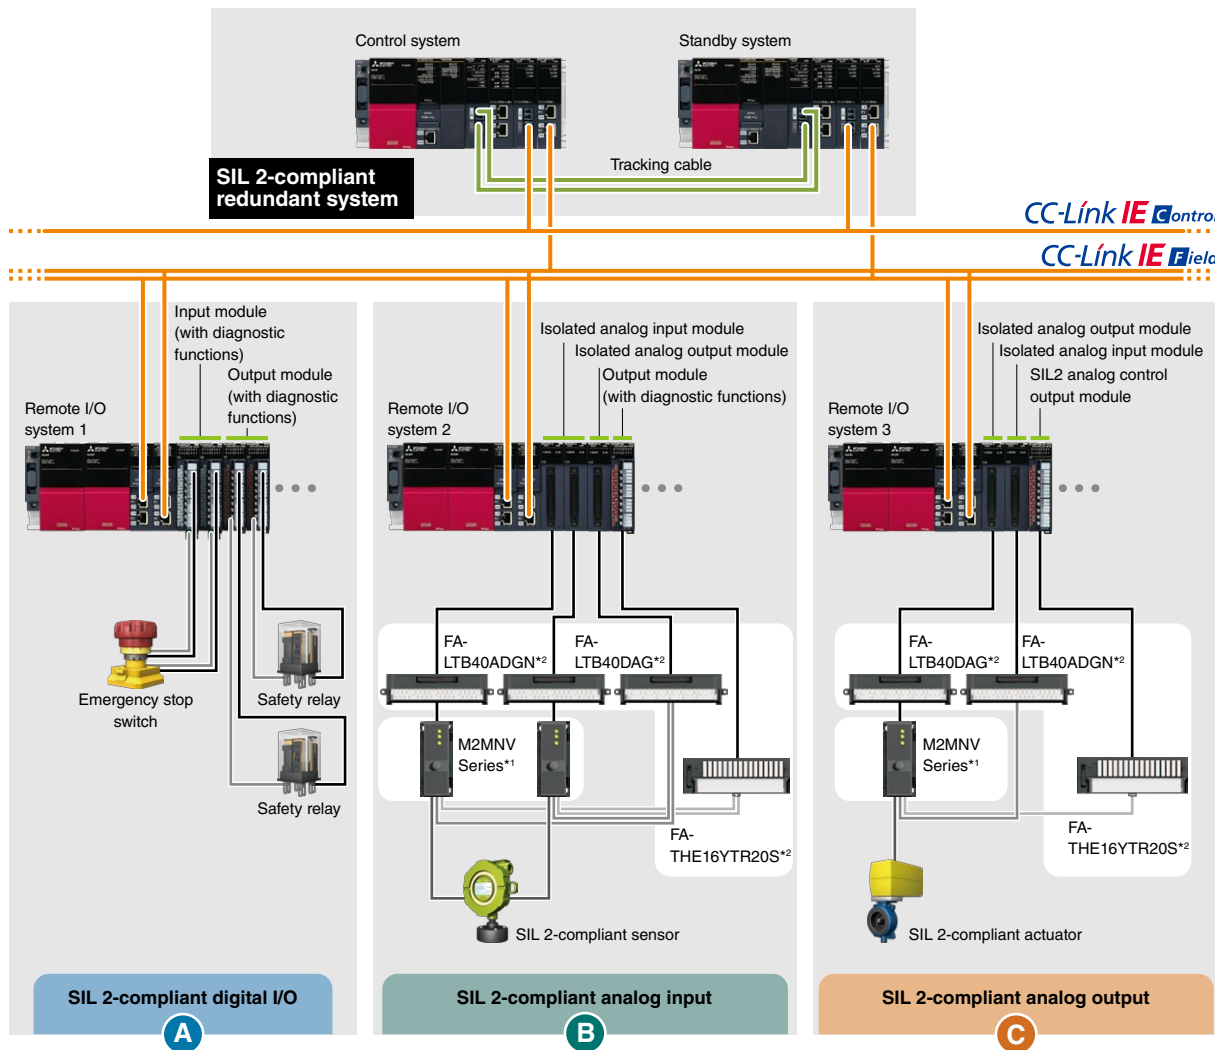 Control system
Standby system
Tracking cable
SIL 2-compliant
redundant system
CC-Link IE Control
CC-Link IE Field
Input module
(with diagnostic
functions)
Output module
(with diagnostic
functions)
Remote I/O
system 1
Emergency stop
switch
Safety relay
Safety relay
SIL 2-compliant digital I/O
A
Isolated analog input module
Isolated analog output module
Output module
(with diagnostic functions)
Remote I/O
system 2
FA-
LTB40ADGN*2
FA-
LTB40DAG*2
M2MNV
Series*1
FA-
THE16YTR20S*2
SIL 2-compliant sensor
SIL 2-compliant analog input
B
Isolated analog output module
Isolated analog input module
SIL2 analog control
output module
Remote I/O
system 3
FA-
LTB40DAG*2
FA-
LTB40ADGN*2
M2MNV
Series*1
FA-
THE16YTR20S*2
SIL 2-compliant actuator
SIL 2-compliant analog output
C